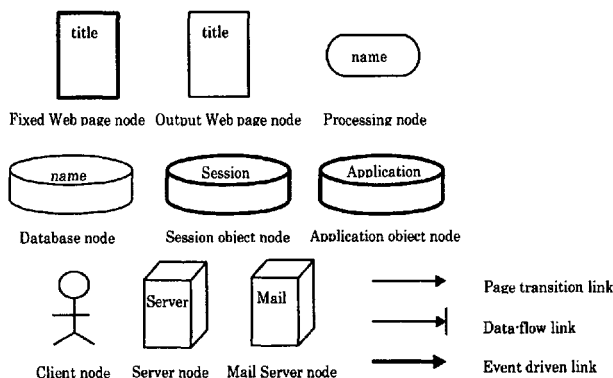 title
title
name
Fixed Web page node
Output Web page node
Processing node
name
Session
Application
Database node
Session object node
Application object node
Server
Mail
Page transition link
Data-flow link
Client node
Server node
Mail Server node
Event driven link